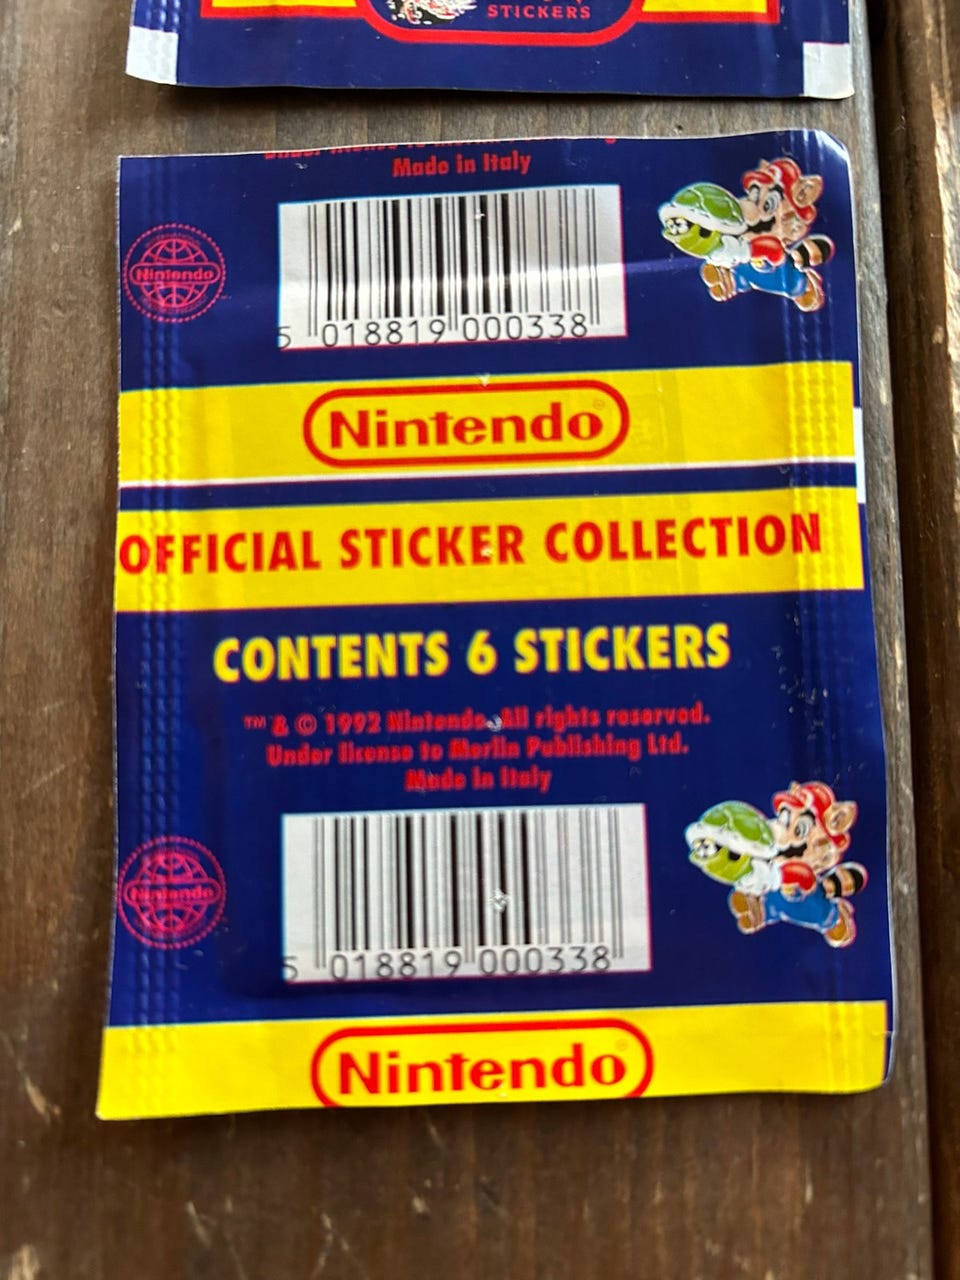 STICKERS
Made in Italy
Nintendo
5 018819 000338
Nintendo®
OFFICIAL STICKER COLLECTION
CONTENTS 6 STICKERS
™ & © 1992 Nintendo. All rights reserved.
Under license to Merlin Publishing Ltd.
Made in Italy
Nintendo
5 018819 000338
Nintendo